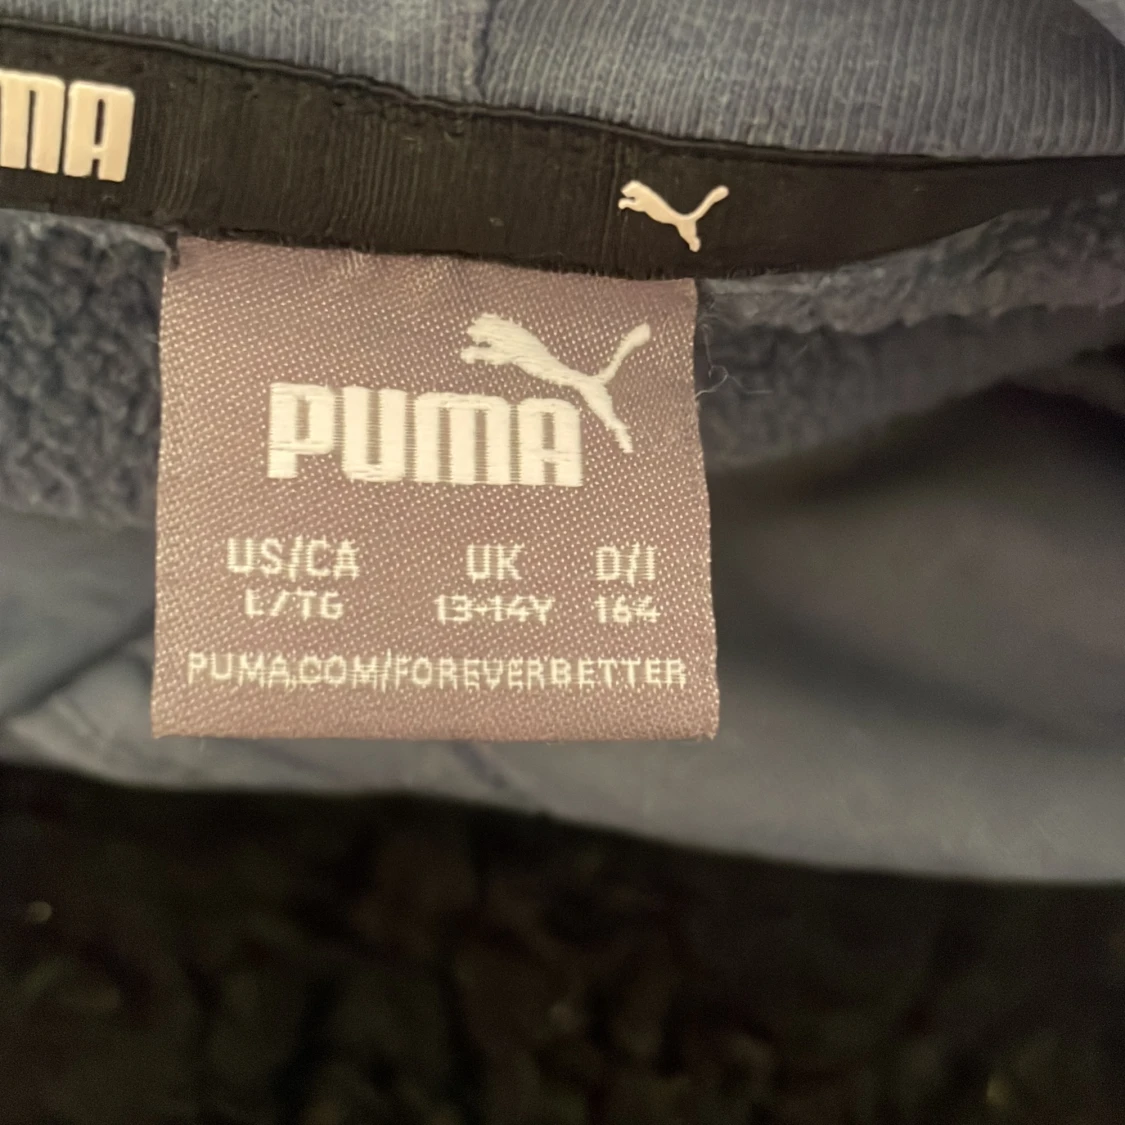 MA
PUMA
US/CA UK D/I
L/TG 13-14Y 164
PUMA.COM/FOREVERBETTER